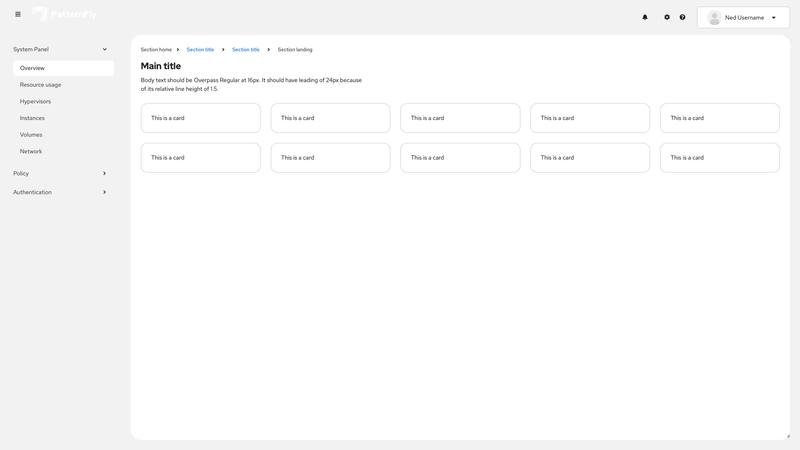 PatternFly
Ned Username
System Panel
Overview
Resource usage
Hypervisors
Instances
Volumes
Network
Policy
Authentication
Section home Section title Section title Section landing
Main title
Body text should be Overpass Regular at 16px. It should have leading of 24px because
of its relative line height of 1.5.
This is a card This is a card This is a card This is a card This is a card
This is a card This is a card This is a card This is a card This is a card